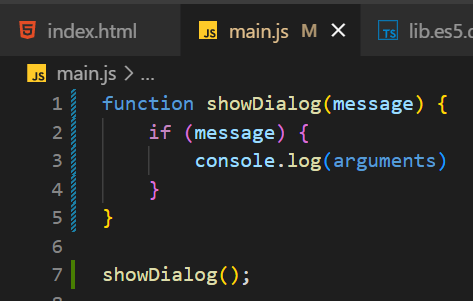 index.html JS main.js M × TS lib.es5.
JS main.js > ...
1 function showDialog(message) {
2 if (message) {
3 console.log(arguments)
4 }
5 }
6
7 showDialog();